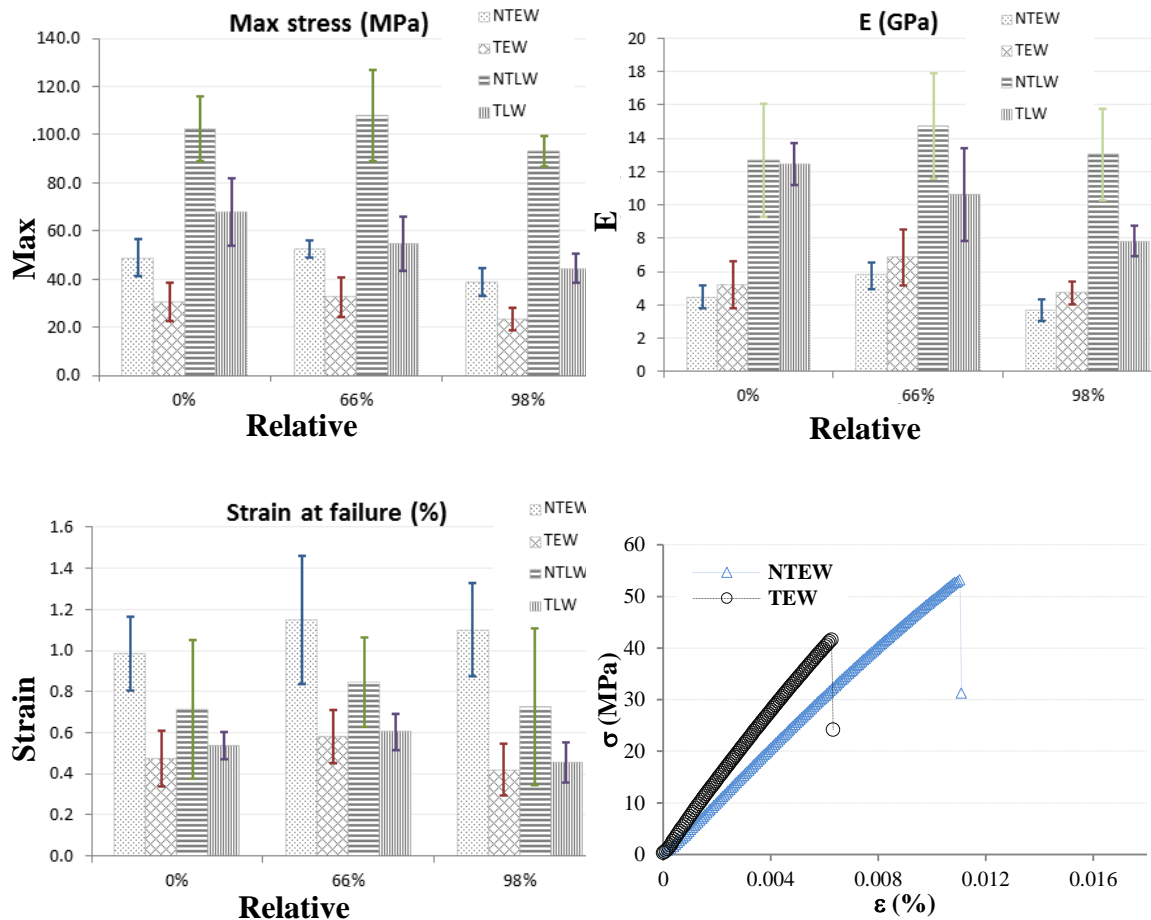 Max stress (MPa)
NTEW
TEW
NTLW
TLW
140.0
120.0
100.0
80.0
60.0
40.0
20.0
0.0
Max
0%
66%
98%
Relative
E (GPa)
NTEW
TEW
NTLW
TLW
20
18
16
14
12
10
8
6
4
2
0
E
0%
66%
98%
Relative
Strain at failure (%)
NTEW
TEW
NTLW
TLW
1.6
1.4
1.2
1.0
0.8
0.6
0.4
0.2
0.0
Strain
0%
66%
98%
Relative
NTEW
TEW
60
50
40
30
20
10
0
σ (MPa)
0
0.004
0.008
0.012
0.016
ε (%)